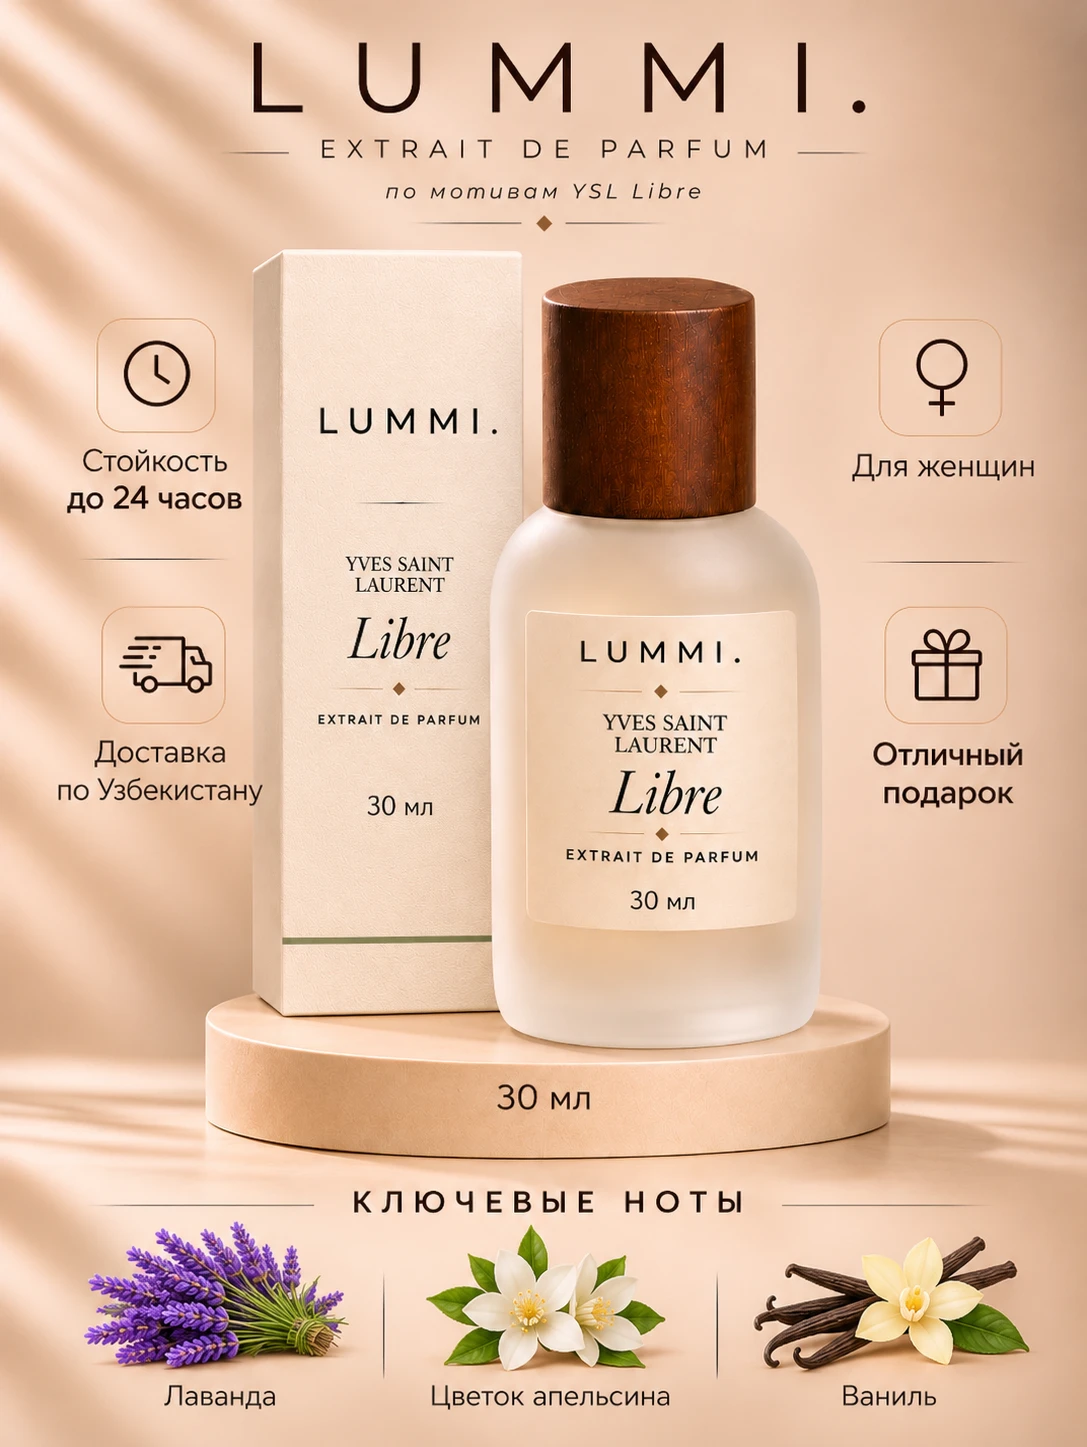 LUMMI.
EXTRAIT DE PARFUM
по мотивам YSL Libre
Стойкость
до 24 часов
Доставка
по Узбекистану
LUMMI.
YVES SAINT
LAURENT
Libre
EXTRAIT DE PARFUM
30 мл
LUMMI.
YVES SAINT
LAURENT
Libre
EXTRAIT DE PARFUM
30 мл
Для женщин
Отличный
подарок
30 мл
КЛЮЧЕВЫЕ НОТЫ
Лаванда
Цветок апельсина
Ваниль